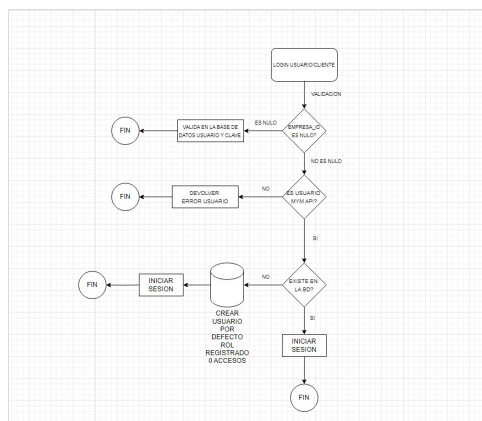 LOGIN USUARIO/CLIENTE
VALIDACION
EMPRESA_ID
ES NULO?
ES NULO
VALIDA EN LA BASE DE
DATOS USUARIO Y CLAVE
FIN
NO ES NULO
ES USUARIO
MYM API?
NO
DEVOLVER
ERROR USUARIO
FIN
SI
EXISTE EN
LA BD?
NO
CREAR
USUARIO
POR
DEFECTO
ROL
REGISTRADO
0 ACCESOS
INICIAR
SESION
FIN
SI
INICIAR
SESION
FIN